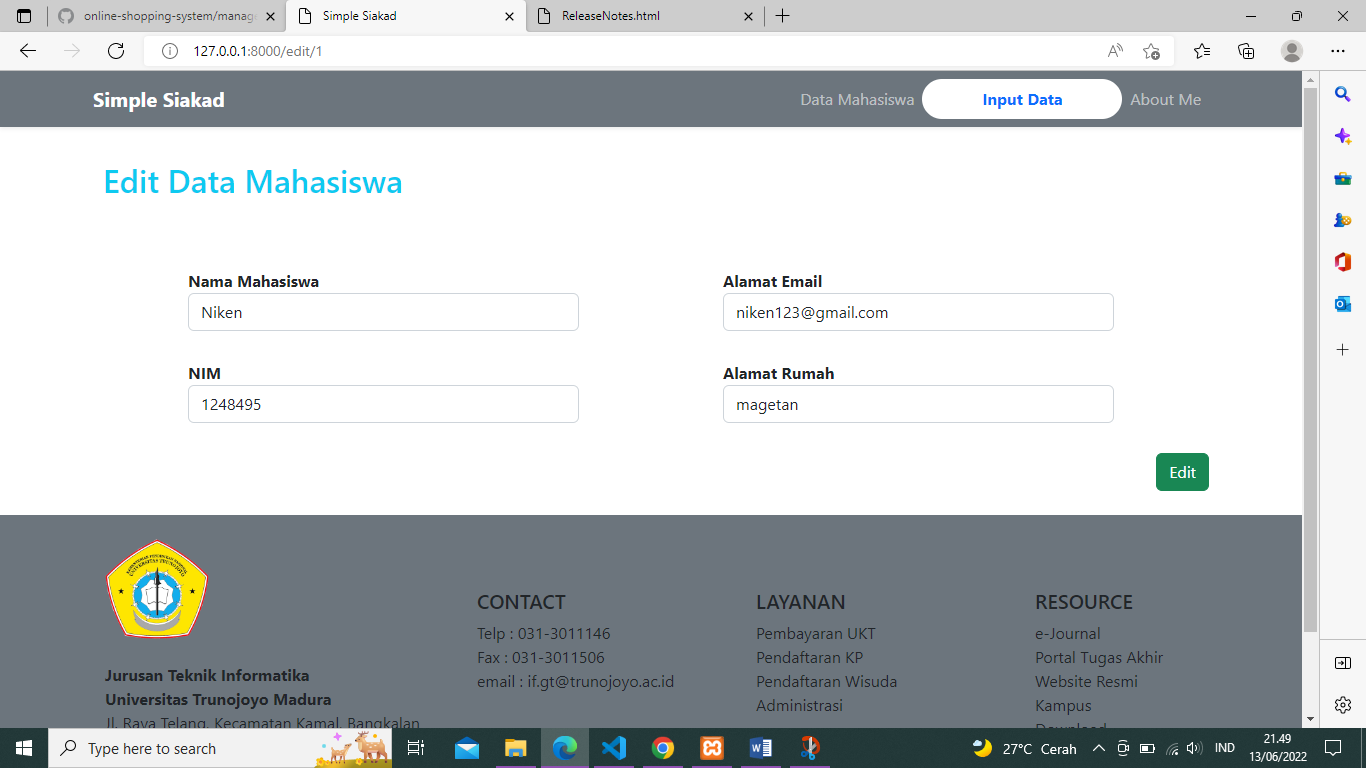 online-shopping-system/manage
Simple Siakad
ReleaseNotes.html
127.0.0.1:8000/edit/1
Simple Siakad
Data Mahasiswa
Input Data
About Me
Edit Data Mahasiswa
Nama Mahasiswa
Alamat Email
Niken
niken123@gmail.com
NIM
Alamat Rumah
1248495
magetan
Edit
UNIVERSITAS TRUNOJOYO
Jurusan Teknik Informatika
Universitas Trunojoyo Madura
Jl. Raya Telang, Kecamatan Kamal, Bangkalan
CONTACT
Telp : 031-3011146
Fax : 031-3011506
email : if.gt@trunojoyo.ac.id
LAYANAN
Pembayaran UKT
Pendaftaran KP
Pendaftaran Wisuda
Administrasi
RESOURCE
e-Journal
Portal Tugas Akhir
Website Resmi
Kampus
Download
Type here to search
27°C Cerah
IND
21.49
13/06/2022